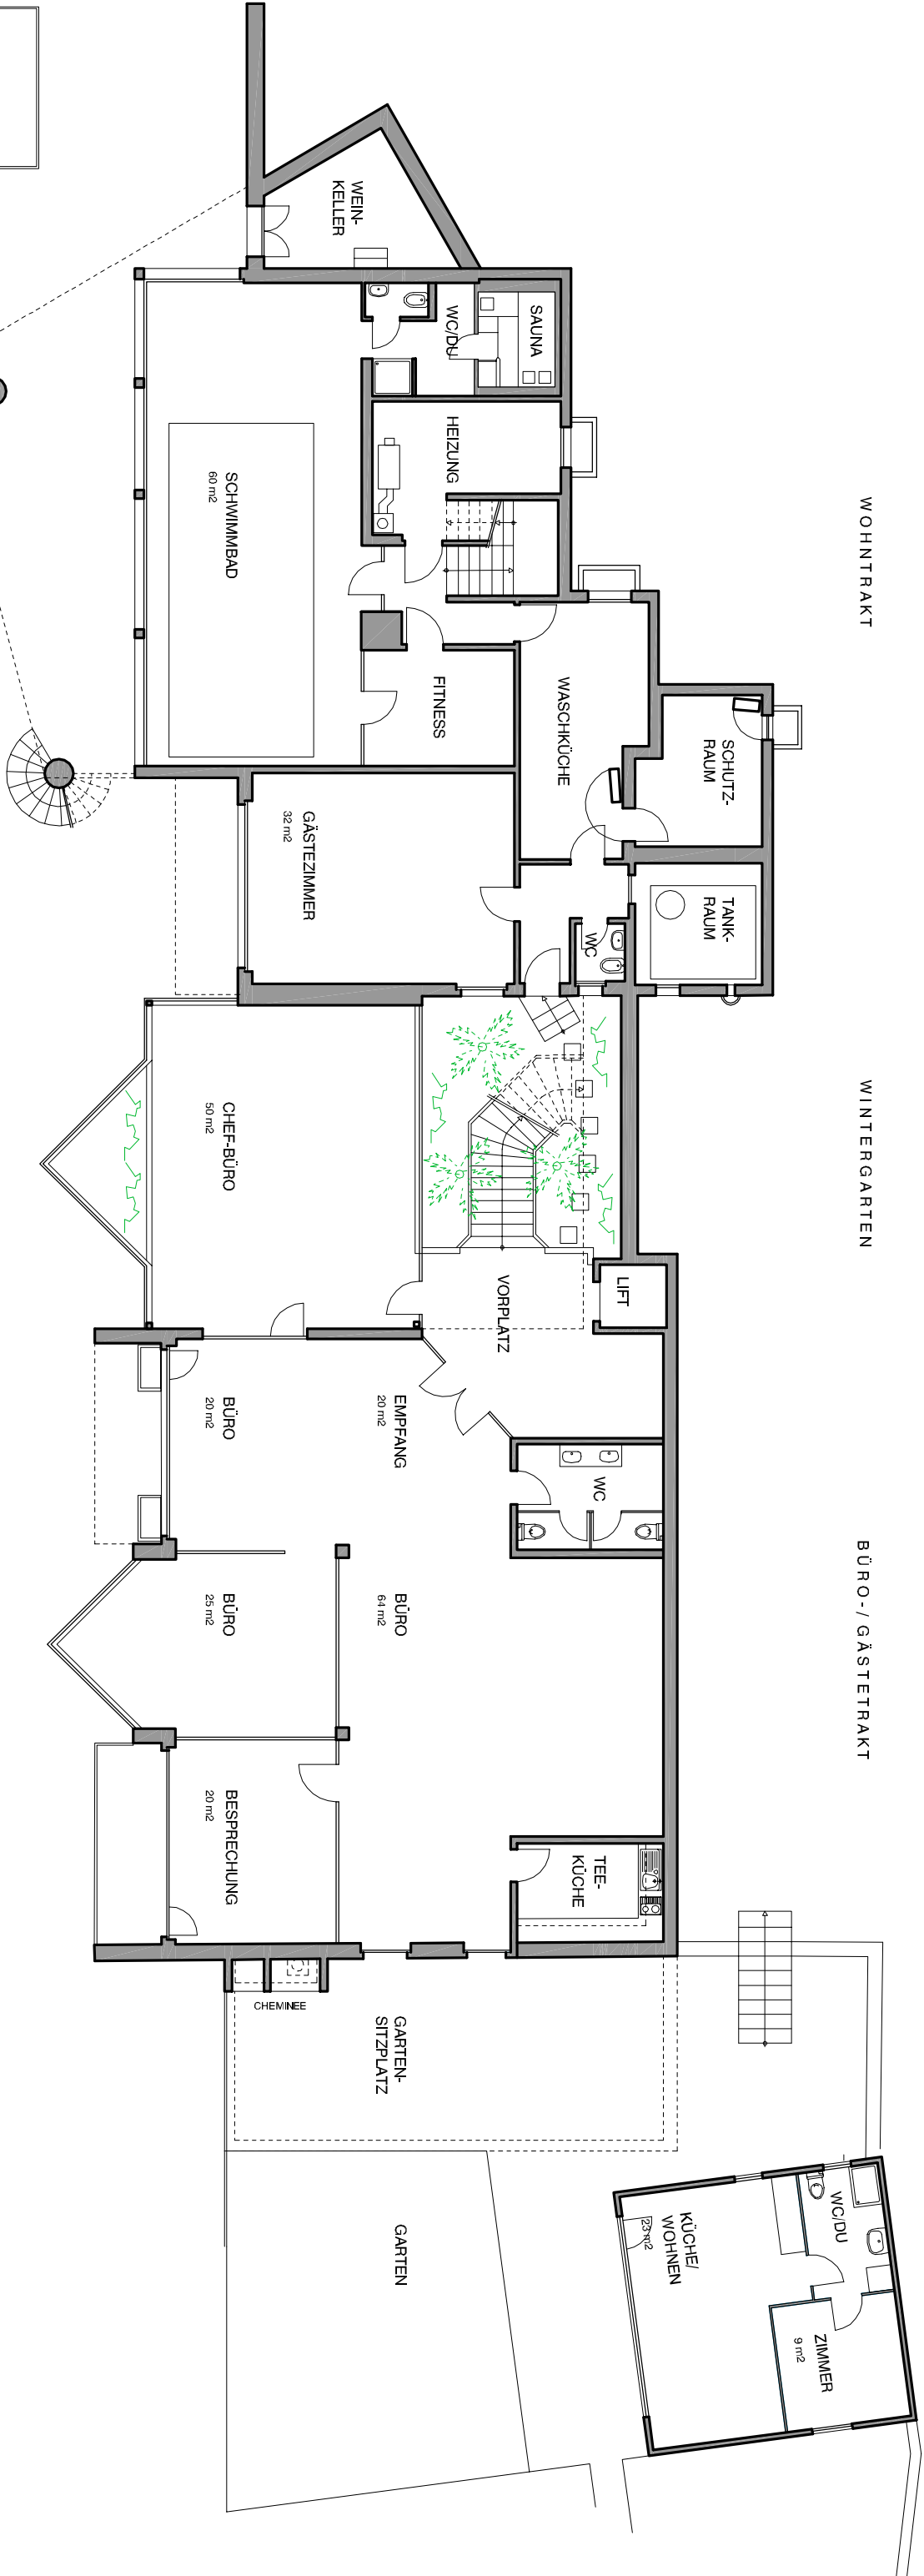 WOHNTRAKT
WINTERGARTEN
BÜRO-/ GÄSTETRAKT
WEIN-
KELLER
SAUNA
WC/DU
HEIZUNG
SCHWIMMBAD
60 m2
FITNESS
WASCHKÜCHE
SCHUTZ-
RAUM
TANK-
RAUM
WC
GÄSTEZIMMER
32 m2
CHEF-BÜRO
50 m2
LIFT
VORPLATZ
EMPFANG
20 m2
BÜRO
20 m2
WC
BÜRO
64 m2
BÜRO
25 m2
BESPRECHUNG
20 m2
TEE-
KÜCHE
CHEMINEE
GARTEN-
SITZPLATZ
GARTEN
WC/DU
KÜCHE/
WOHNEN
23 m2
ZIMMER
9 m2